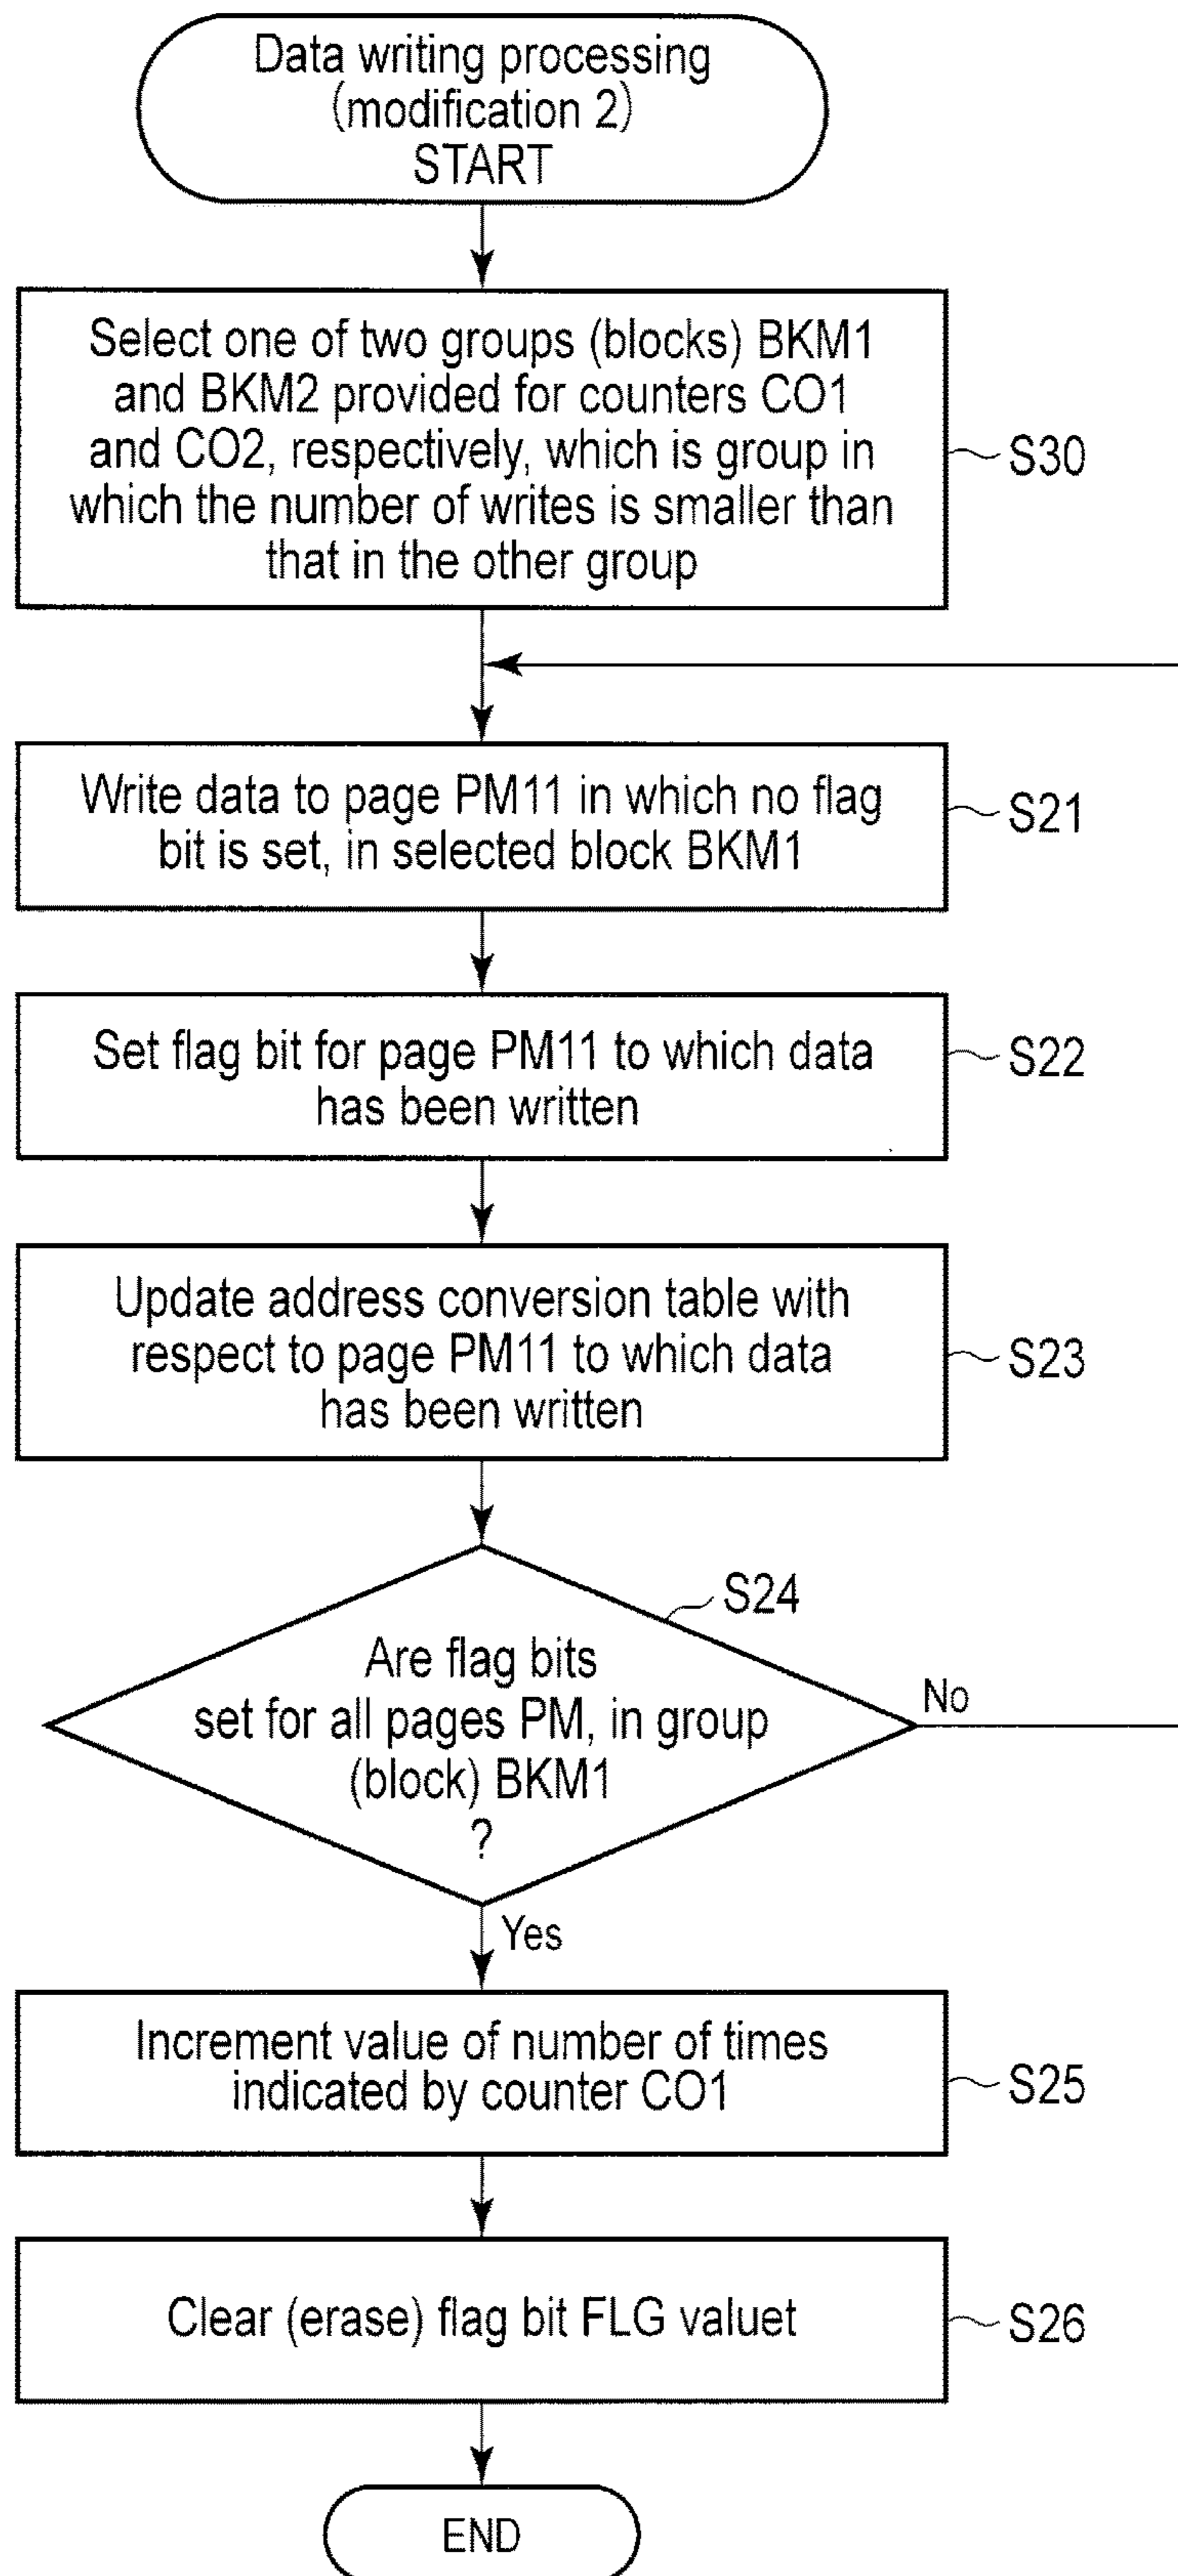 Data writing processing
(modification 2)
START
Select one of two groups (blocks) BKM1
and BKM2 provided for counters CO1
and CO2, respectively, which is group in
which the number of writes is smaller than
that in the other group
S30
Write data to page PM11 in which no flag
bit is set, in selected block BKM1
S21
Set flag bit for page PM11 to which data
has been written
S22
Update address conversion table with
respect to page PM11 to which data
has been written
S23
S24
Are flag bits
set for all pages PM, in group
(block) BKM1
?
No
Yes
Increment value of number of times
indicated by counter CO1
S25
Clear (erase) flag bit FLG valuet
S26
END